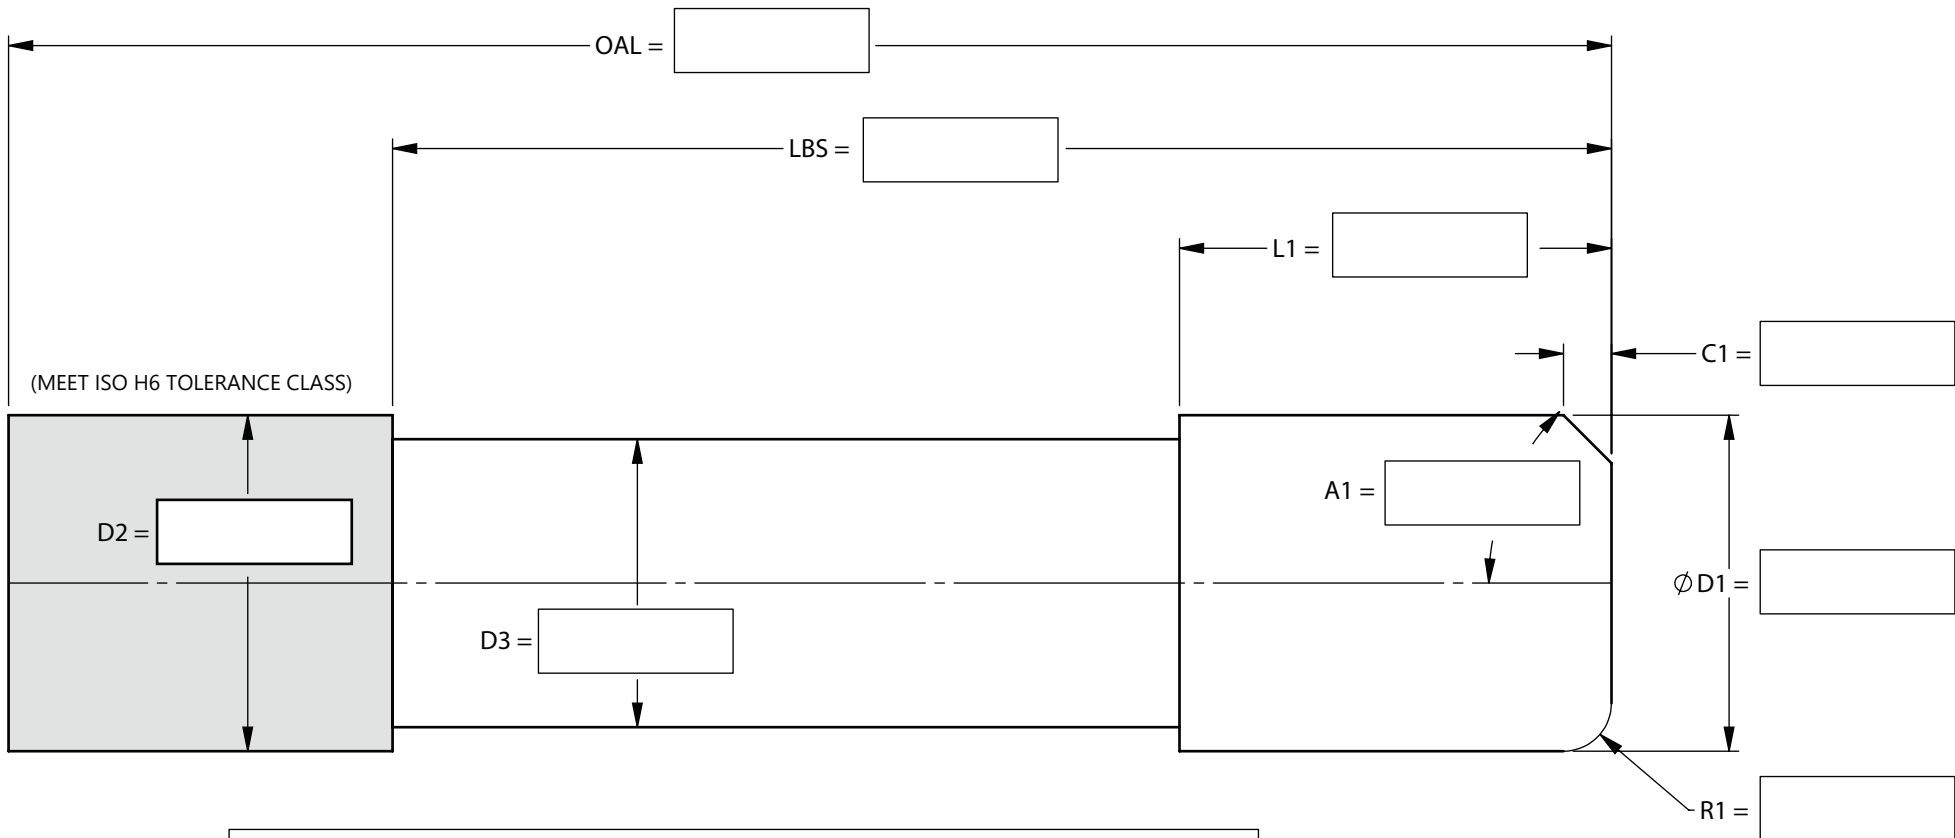 OAL =
LBS =
L1 =
C1 =
(MEET ISO H6 TOLERANCE CLASS)
A1 =
D2 =
∅D1 =
D3 =
R1 =